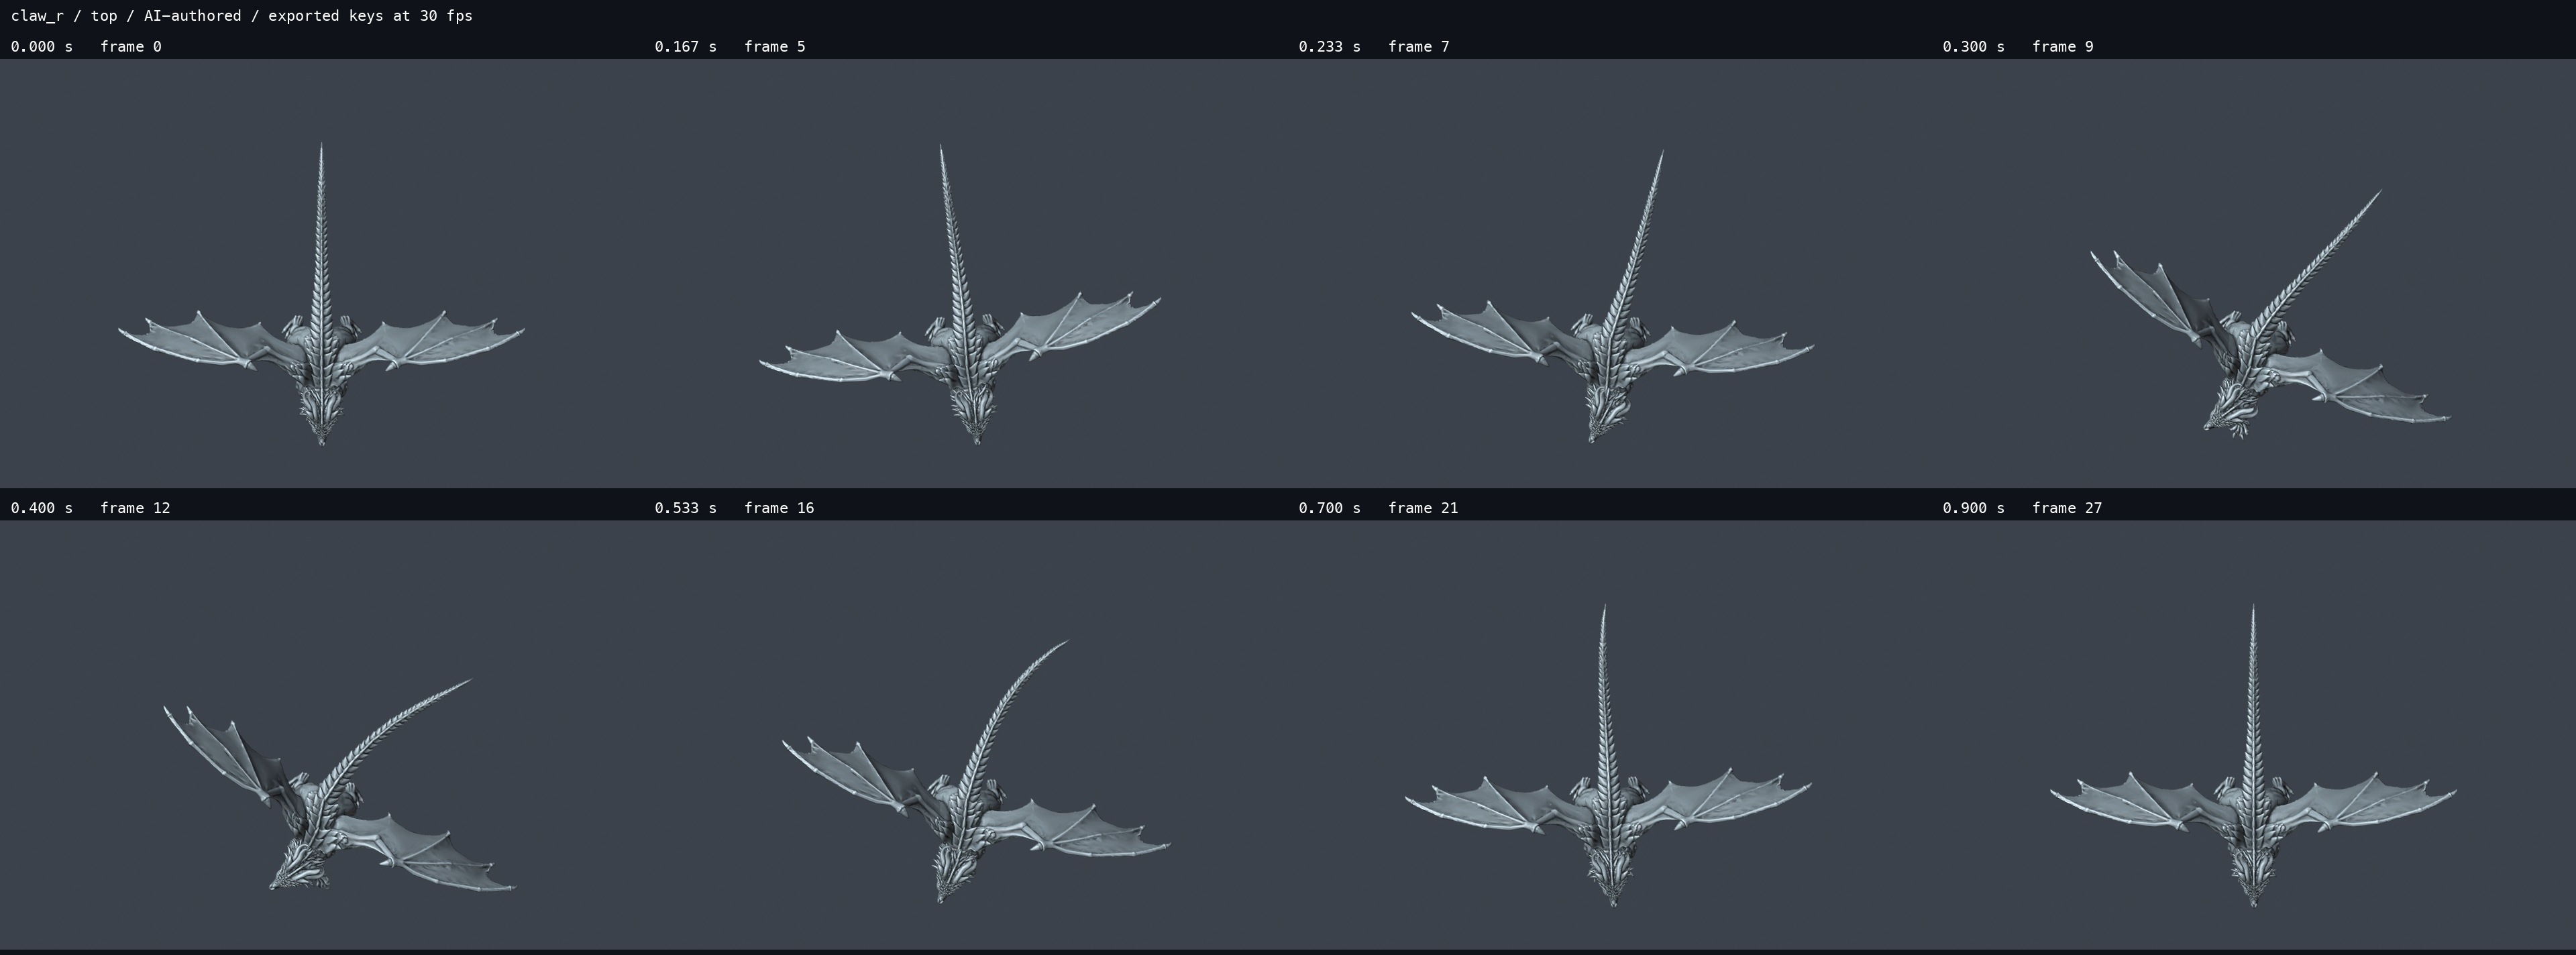 claw_r / top / AI-authored / exported keys at 30 fps
0.000 s frame 0
0.167 s frame 5
0.233 s frame 7
0.300 s frame 9
0.400 s frame 12
0.533 s frame 16
0.700 s frame 21
0.900 s frame 27